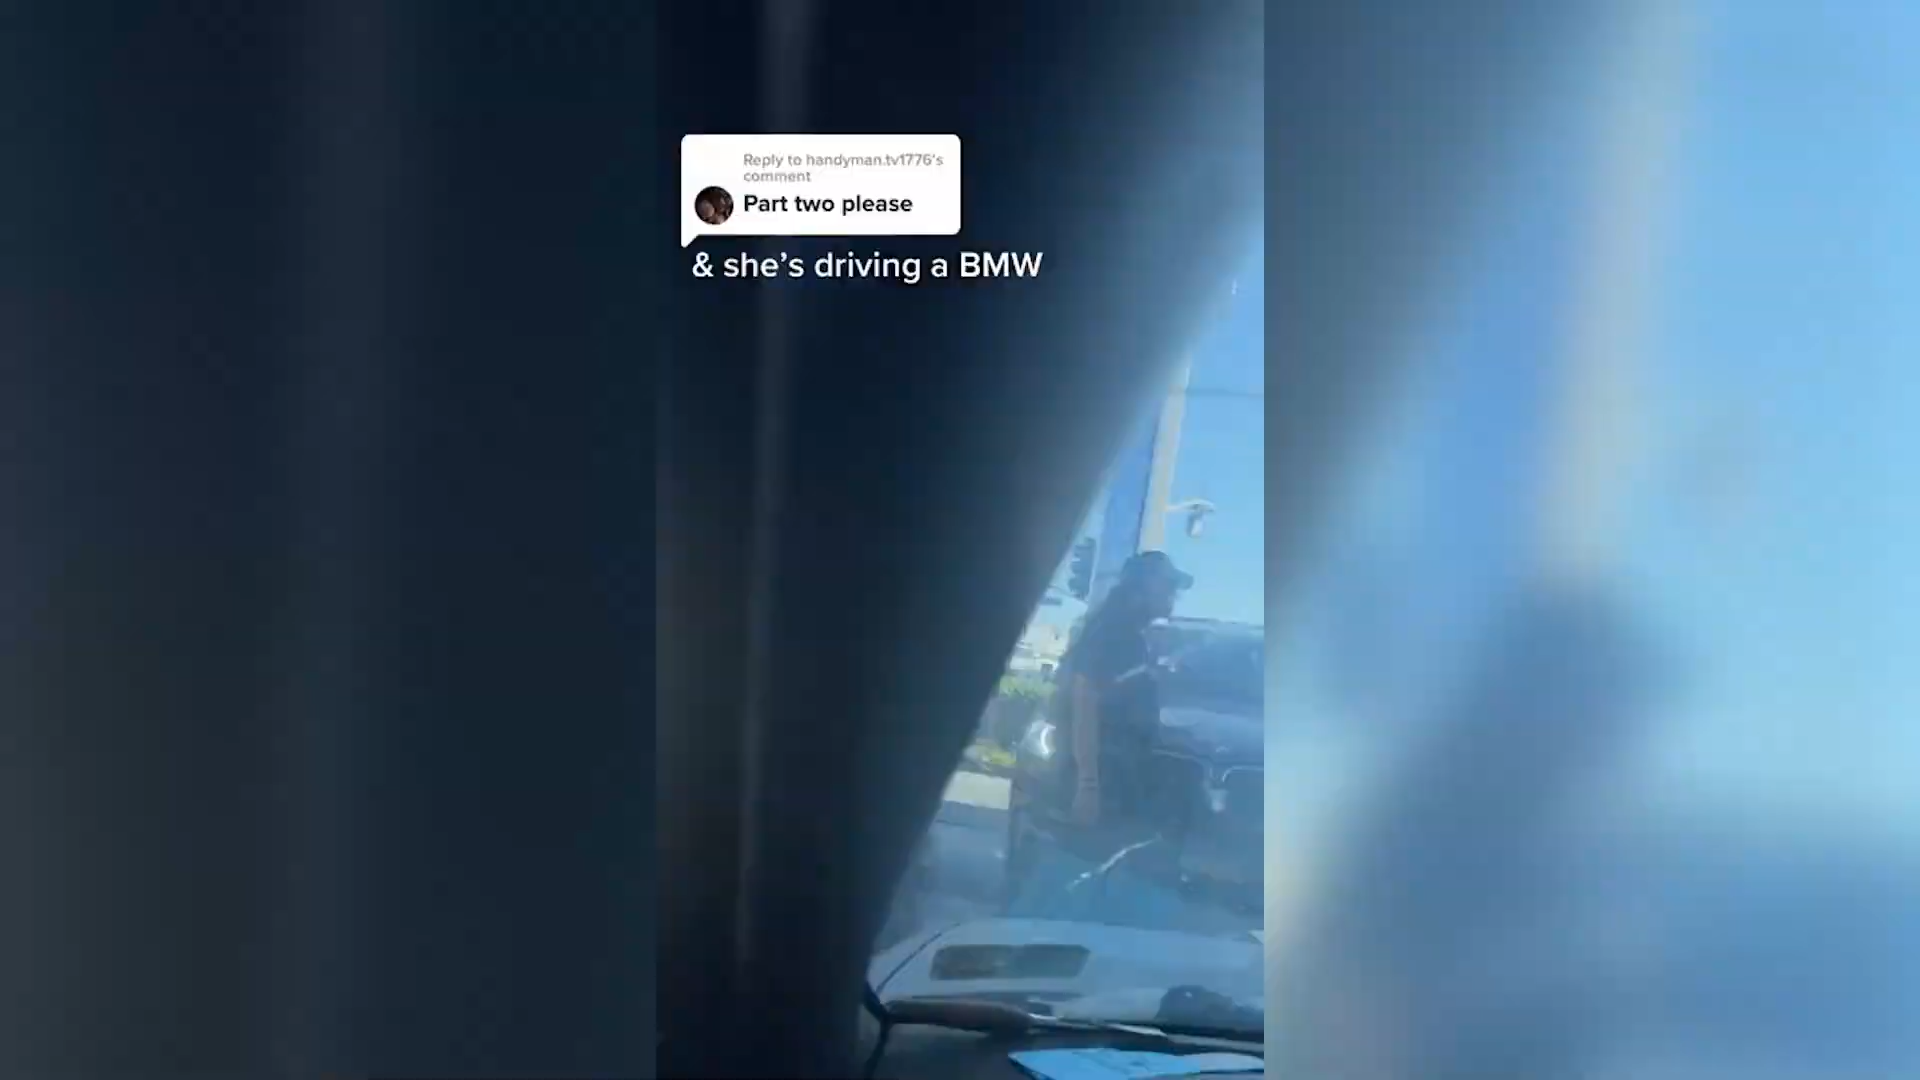 Reply to handyman.tv1776's
comment
Part two please
& she's driving a BMW